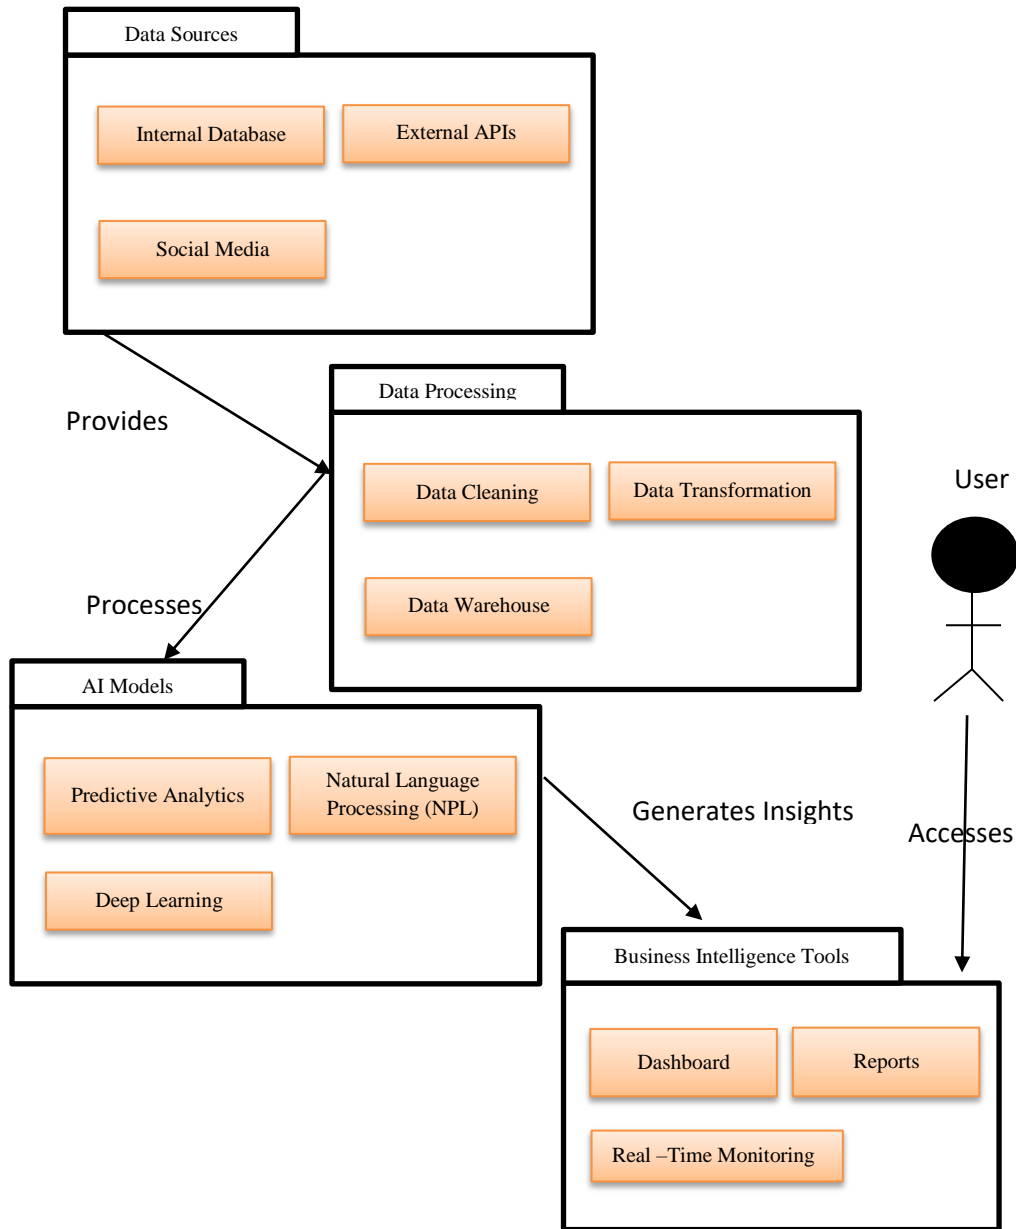 Data Sources
Internal Database
External APIs
Social Media
Provides
Data Processing
Data Cleaning
Data Transformation
Data Warehouse
User
Processes
AI Models
Predictive Analytics
Natural Language
Processing (NPL)
Deep Learning
Generates Insights
Accesses
Business Intelligence Tools
Dashboard
Reports
Real –Time Monitoring